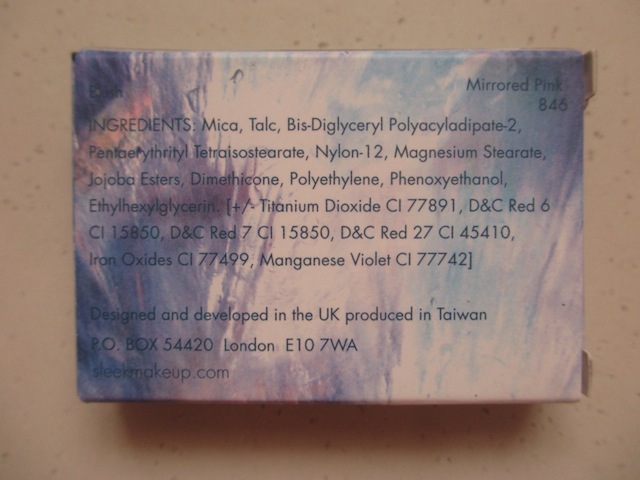 Blush
Mirrored Pink
846
INGREDIENTS: Mica, Talc, Bis-Diglyceryl Polyacyladipate-2,
Pentaerythrityl Tetraisostearate, Nylon-12, Magnesium Stearate,
Jojoba Esters, Dimethicone, Polyethylene, Phenoxyethanol,
Ethylhexylglycerin. [+/- Titanium Dioxide CI 77891, D&C Red 6
CI 15850, D&C Red 7 CI 15850, D&C Red 27 CI 45410,
Iron Oxides CI 77499, Manganese Violet CI 77742]
Designed and developed in the UK produced in Taiwan
P.O. BOX 54420 London E10 7WA
sleekmakeup.com